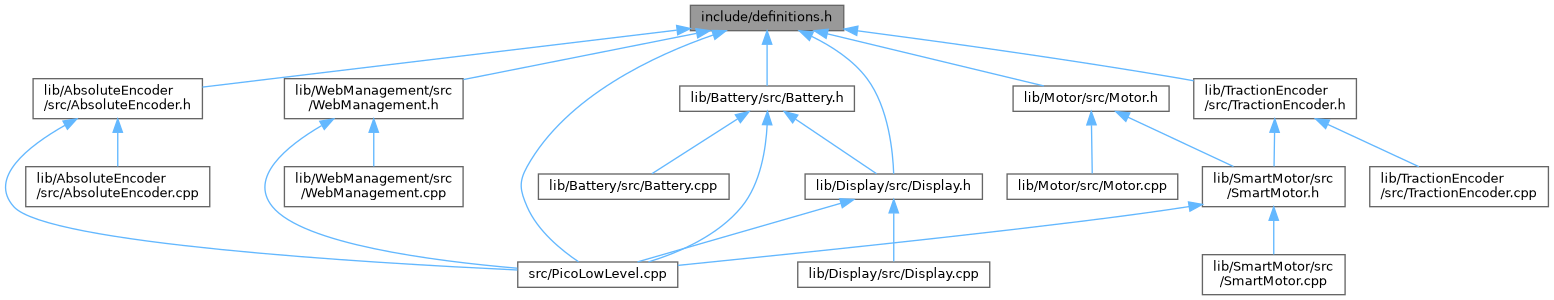 include/definitions.h
lib/AbsoluteEncoder
/src/AbsoluteEncoder.h
lib/WebManagement/src
/WebManagement.h
lib/Battery/src/Battery.h
lib/Motor/src/Motor.h
lib/TractionEncoder
/src/TractionEncoder.h
lib/AbsoluteEncoder
/src/AbsoluteEncoder.cpp
lib/WebManagement/src
/WebManagement.cpp
lib/Battery/src/Battery.cpp
lib/Display/src/Display.h
lib/Motor/src/Motor.cpp
lib/SmartMotor/src
/SmartMotor.h
lib/TractionEncoder
/src/TractionEncoder.cpp
src/PicoLowLevel.cpp
lib/Display/src/Display.cpp
lib/SmartMotor/src
/SmartMotor.cpp